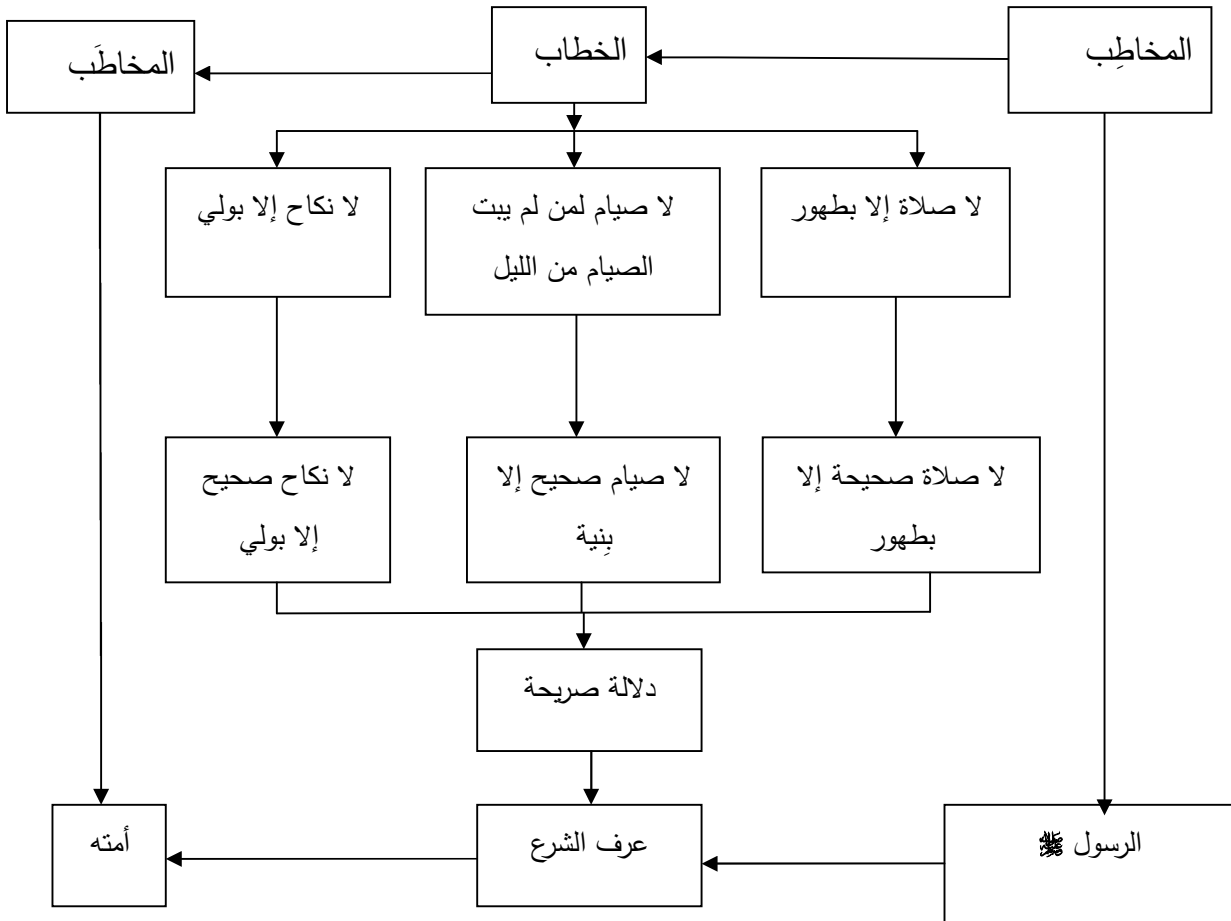 المخاطِب
الخطاب
المخاطَب
لا صلاة إلا بطهور
لا صيام لمن لم يبت
الصيام من الليل
لا نكاح إلا بولي
لا صلاة صحيحة إلا
بطهور
لا صيام صحيح إلا
بِنية
لا نكاح صحيح
إلا بولي
دلالة صريحة
الرسول ﷺ
عرف الشرع
أمته